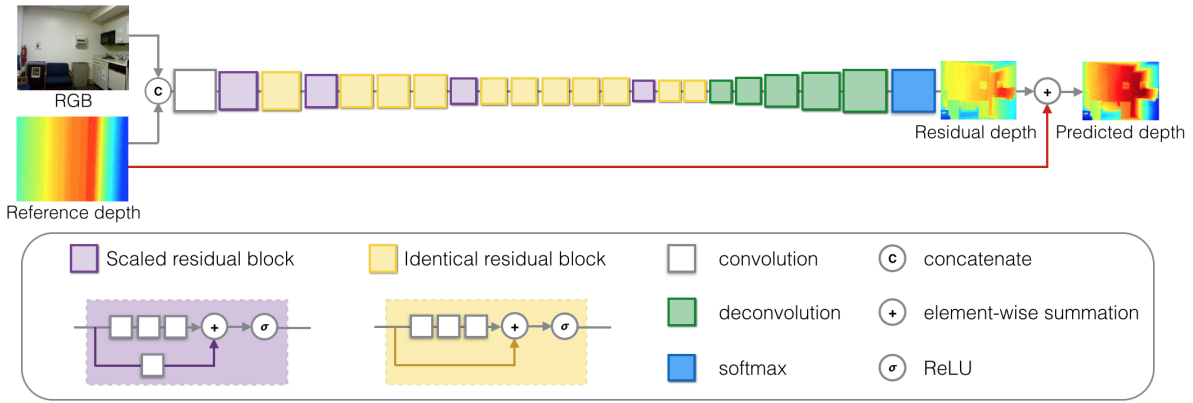 RGB
C
+
Residual depth
Predicted depth
Reference depth
Scaled residual block
Identical residual block
convolution
C
concatenate
deconvolution
+
element-wise summation
softmax
σ
ReLU
+
σ
+
σ